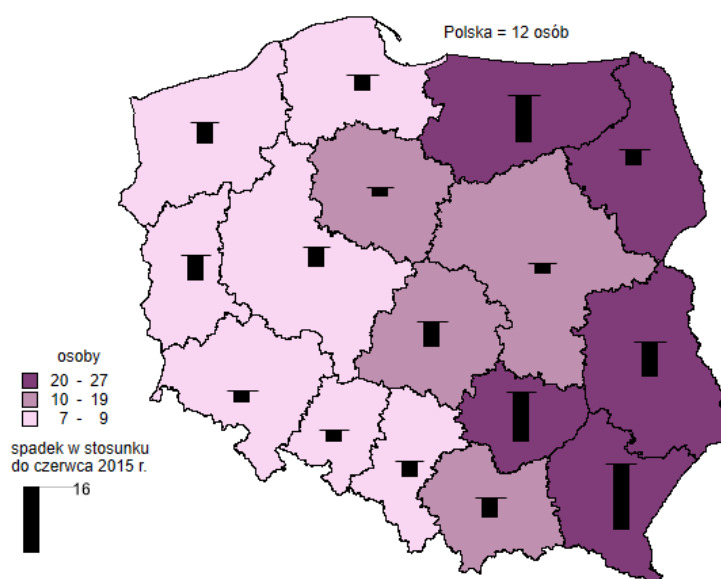 Polska = 12 osób
osoby
20 - 27
10 - 19
7 - 9
spadek w stosunku
do czerwca 2015 r.
16